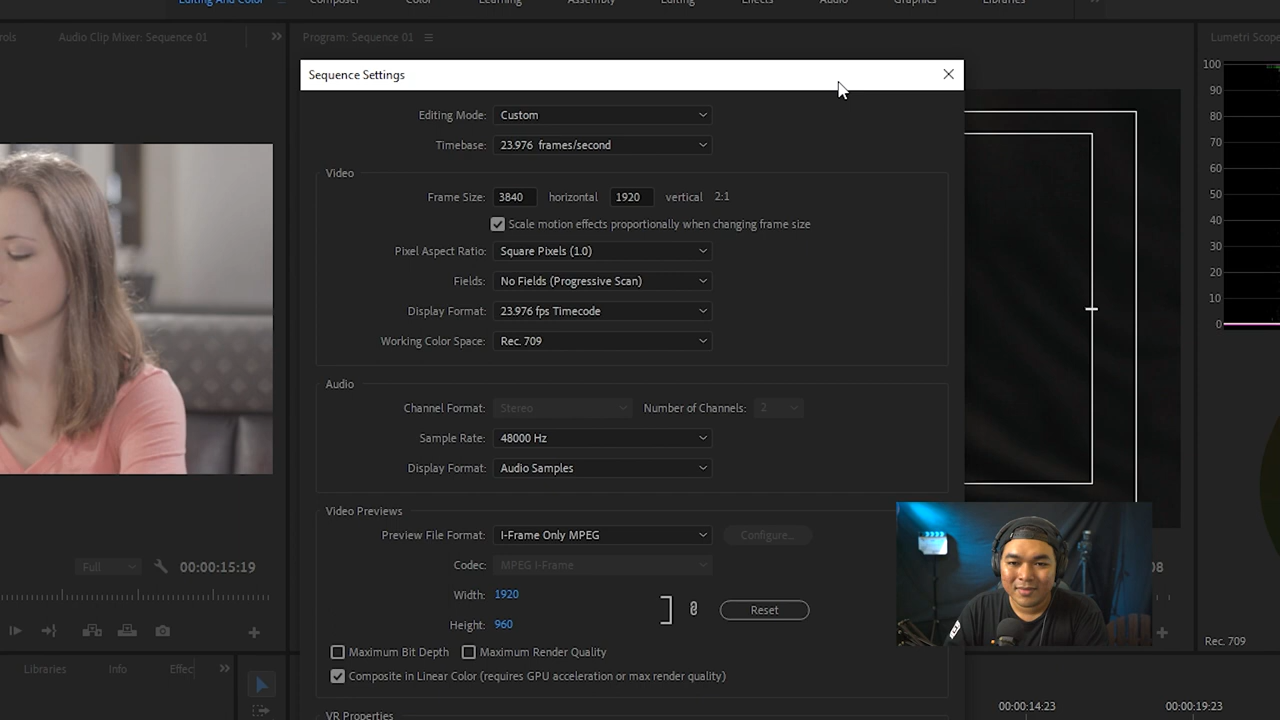 Editing And Color Composer Color Learning Assembly Editing Effects Audio Graphics Libraries
Audio Clip Mixer: Sequence 01
Program: Sequence 01
Lumetri Scope
Sequence Settings
Editing Mode: Custom
Timebase: 23.976 frames/second
Video
Frame Size: 3840 horizontal 1920 vertical 2:1
Scale motion effects proportionally when changing frame size
Pixel Aspect Ratio: Square Pixels (1.0)
Fields: No Fields (Progressive Scan)
Display Format: 23.976 fps Timecode
Working Color Space: Rec. 709
Audio
Channel Format: Stereo Number of Channels: 2
Sample Rate: 48000 Hz
Display Format: Audio Samples
Video Previews
Preview File Format: I-Frame Only MPEG Configure...
Codec: MPEG I-Frame
Width: 1920
Height: 960
Reset
Maximum Bit Depth Maximum Render Quality
Composite in Linear Color (requires GPU acceleration or max render quality)
VR Properties
100
90
80
70
60
50
40
30
20
10
0
Full 00:00:15:19
08
Rec. 709
Libraries Info Effec
00:00:14:23 00:00:19:23